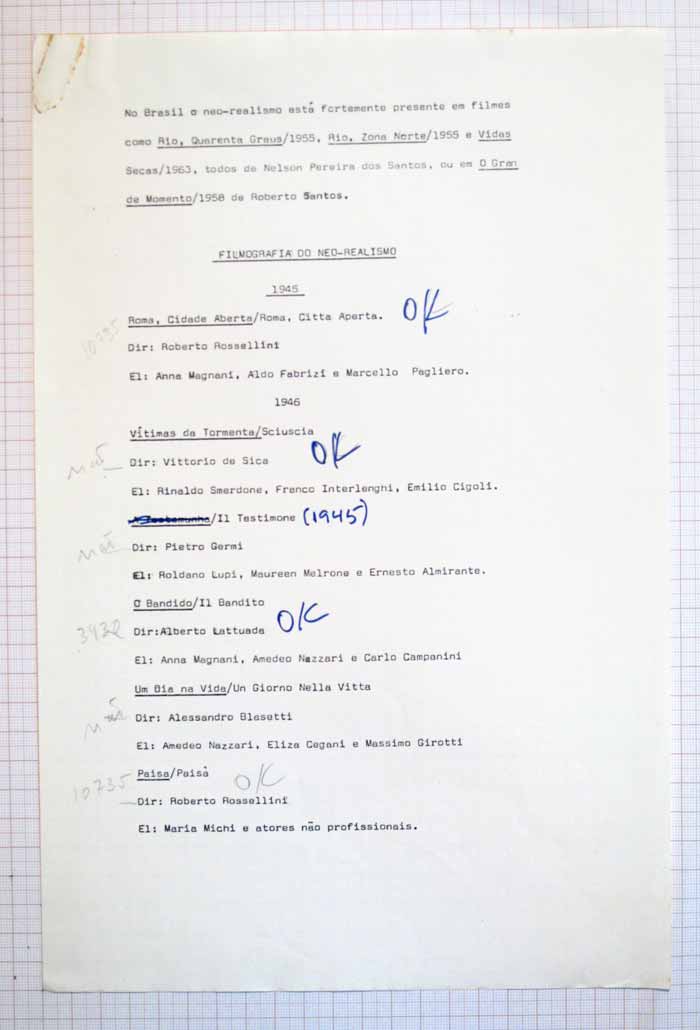 No Brasil o neo-realismo está fortemente presente em filmes
como Rio, Quarenta Graus/1955, Rio, Zona Norte/1955 e Vidas
Secas/1963, todos de Nelson Pereira dos Santos, ou em O Gran
de Momento/1958 de Roberto Santos.
FILMOGRAFIA DO NEO-REALISMO
1945
Roma, Cidade Aberta/Roma, Citta Aperta. OK
Dir: Roberto Rossellini
El: Anna Magnani, Aldo Fabrizi e Marcello Pagliero.
1946
Vítimas da Tormenta/Sciuscia
não Dir: Vittorio de Sica OK
El: Rinaldo Smerdone, Franco Interlenghi, Emilio Cigoli.
/Il Testimone (1945)
não Dir: Pietro Germi
El: Roldano Lupi, Maureen Melrone e Ernesto Almirante.
O Bandido/Il Bandito
Dir:Alberto Lattuada OK
El: Anna Magnani, Amedeo Nazzari e Carlo Campanini
Um Dia na Vida/Un Giorno Nella Vitta
não Dir: Alessandro Blasetti
El: Amedeo Nazzari, Eliza Cegani e Massimo Girotti
10735 Paisa/Paisà OK
Dir: Roberto Rossellini
El: Maria Michi e atores não profissionais.